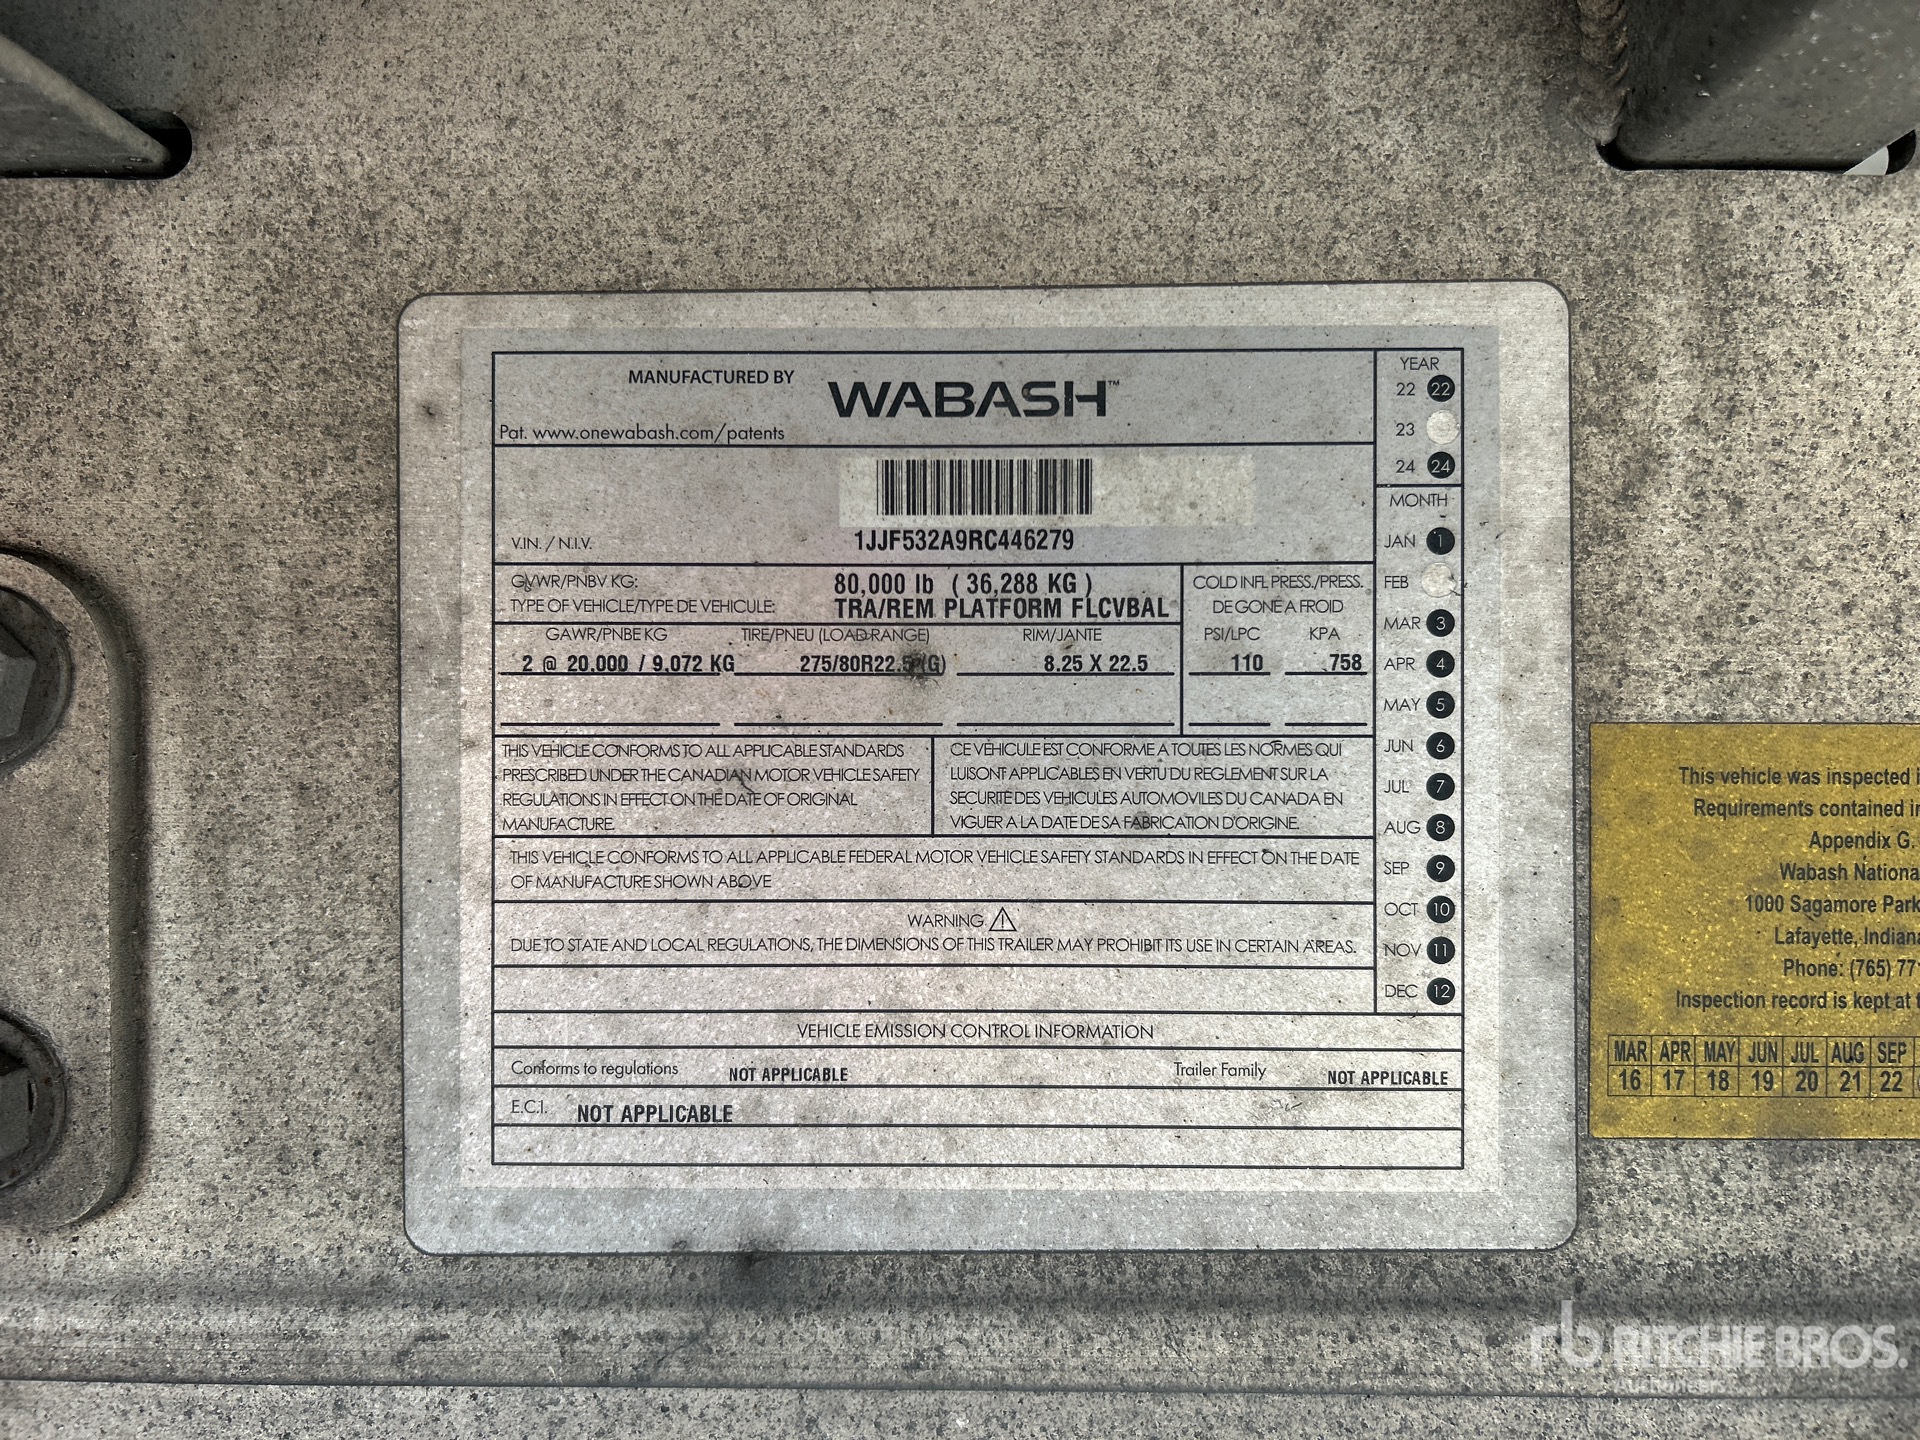 MANUFACTURED BY WABASH™
Pat. www.onewabash.com/patents
V.IN. / N.I.V. 1JJF532A9RC446279
GVWR/PNBV KG: 80,000 lb ( 36,288 KG )
TYPE OF VEHICLE/TYPE DE VEHICULE: TRA/REM PLATFORM FLCVBAL
COLD INFL PRESS./PRESS.
DE GONE A FROID
GAWR/PNBE KG TIRE/PNEU (LOAD RANGE) RIM/JANTE PSI/LPC KPA
2 @ 20,000 / 9,072 KG 275/80R22.5 (G) 8.25 X 22.5 110 758
THIS VEHICLE CONFORMS TO ALL APPLICABLE STANDARDS
PRESCRIBED UNDER THE CANADIAN MOTOR VEHICLE SAFETY
REGULATIONS IN EFFECT ON THE DATE OF ORIGINAL
MANUFACTURE.
CE VEHICULE EST CONFORME A TOUTES LES NORMES QUI
LUISONT APPLICABLES EN VERTU DU REGLEMENT SUR LA
SECURITE DES VEHICULES AUTOMOVILES DU CANADA EN
VIGUER A LA DATE DE SA FABRICATION D'ORIGINE.
THIS VEHICLE CONFORMS TO ALL APPLICABLE FEDERAL MOTOR VEHICLE SAFETY STANDARDS IN EFFECT ON THE DATE
OF MANUFACTURE SHOWN ABOVE
WARNING
DUE TO STATE AND LOCAL REGULATIONS, THE DIMENSIONS OF THIS TRAILER MAY PROHIBIT ITS USE IN CERTAIN AREAS.
VEHICLE EMISSION CONTROL INFORMATION
Conforms to regulations NOT APPLICABLE Trailer Family NOT APPLICABLE
E.C.I. NOT APPLICABLE
YEAR
22 22
23
24 24
MONTH
JAN 1
FEB
MAR 3
APR 4
MAY 5
JUN 6
JUL 7
AUG 8
SEP 9
OCT 10
NOV 11
DEC 12
This vehicle was inspected
Requirements contained
Appendix G.
Wabash
1000 Sagamore
Lafayette,
Phone: (765)
Inspection record is kept at
MAR APR MAY JUN JUL AUG SEP
16 17 18 19 20 21 22
rb RITCHIE BROS.
Auctioneers